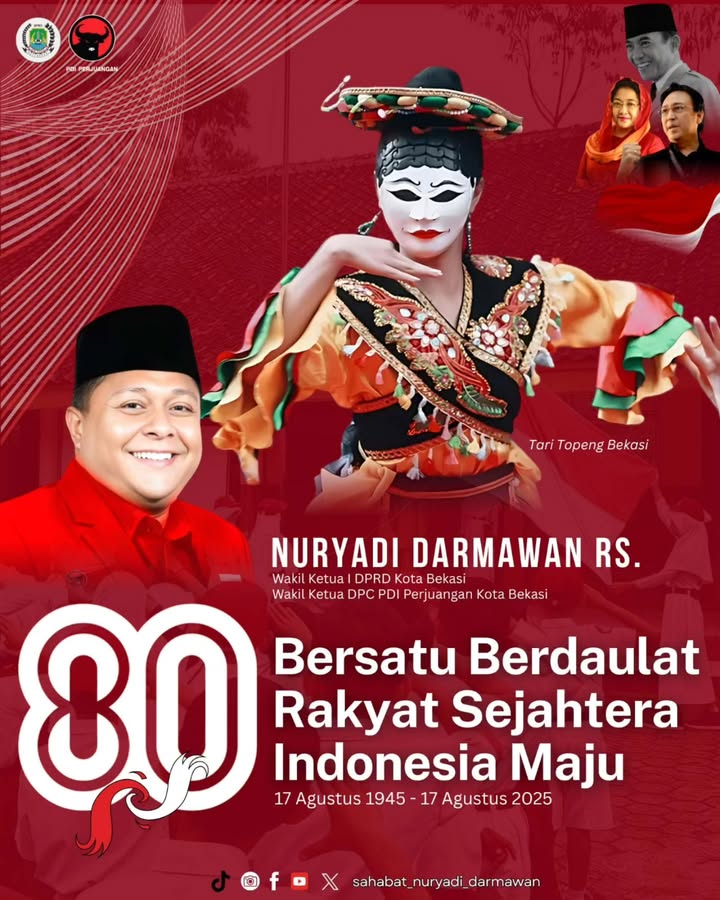 PDI PERJUANGAN
Tari Topeng Bekasi
NURYADI DARMAWAN RS.
Wakil Ketua I DPRD Kota Bekasi
Wakil Ketua DPC PDI Perjuangan Kota Bekasi
80
Bersatu Berdaulat
Rakyat Sejahtera
Indonesia Maju
17 Agustus 1945 - 17 Agustus 2025
sahabat_nuryadi_darmawan